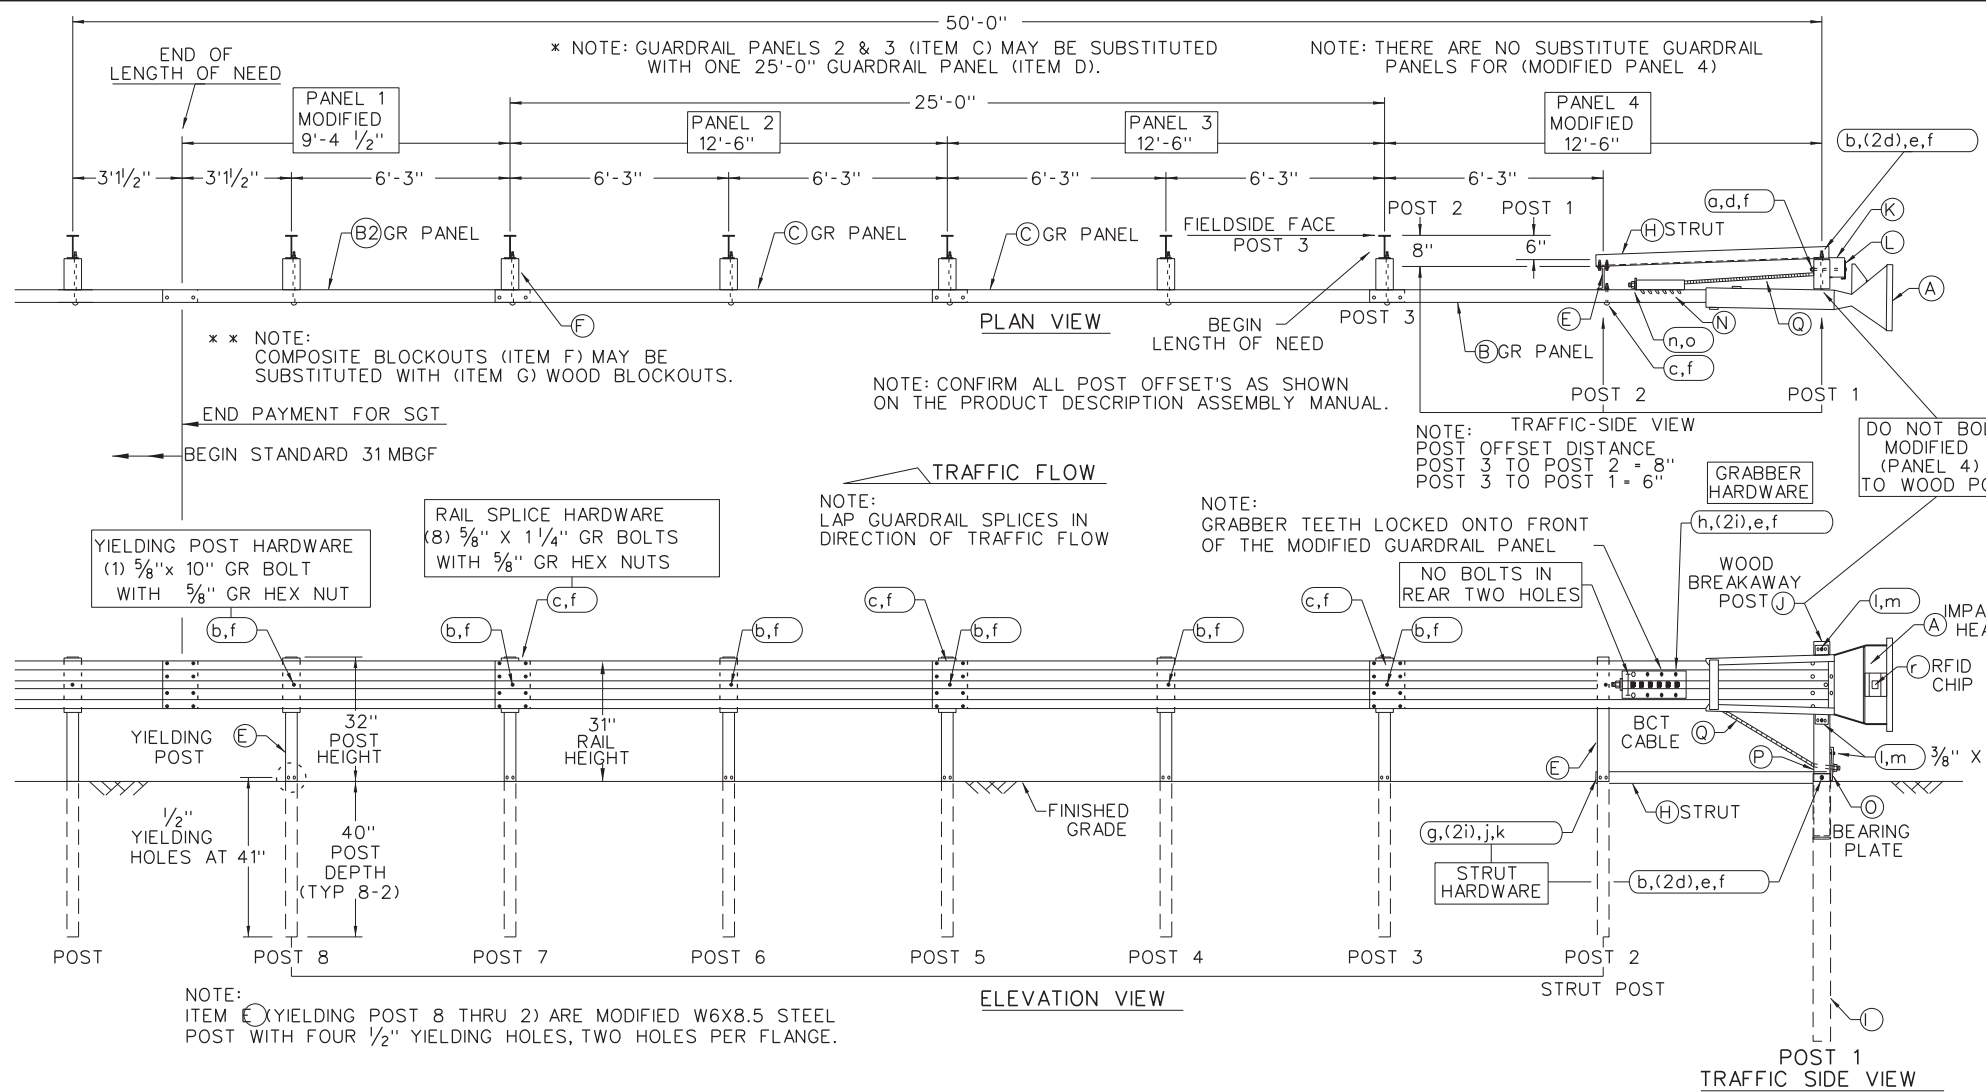 50'-0"
END OF
LENGTH OF NEED
* NOTE: GUARDRAIL PANELS 2 & 3 (ITEM C) MAY BE SUBSTITUTED
WITH ONE 25'-0" GUARDRAIL PANEL (ITEM D).
NOTE: THERE ARE NO SUBSTITUTE GUARDRAIL
PANELS FOR (MODIFIED PANEL 4)
25'-0"
PANEL 1
MODIFIED
9'-4 1/2"
PANEL 2
12'-6"
PANEL 3
12'-6"
PANEL 4
MODIFIED
12'-6"
b,(2d),e,f
3'1 1/2"
3'1 1/2"
6'-3"
6'-3"
6'-3"
6'-3"
6'-3"
6'-3"
POST 2
POST 1
a,d,f
K
B2 GR PANEL
C GR PANEL
C GR PANEL
FIELDSIDE FACE
POST 3
8"
6"
H STRUT
L
A
F
PLAN VIEW
BEGIN
LENGTH OF NEED
POST 3
E
N
Q
n,o
c,f
B GR PANEL
* * NOTE:
COMPOSITE BLOCKOUTS (ITEM F) MAY BE
SUBSTITUTED WITH (ITEM G) WOOD BLOCKOUTS.
NOTE: CONFIRM ALL POST OFFSET'S AS SHOWN
ON THE PRODUCT DESCRIPTION ASSEMBLY MANUAL.
POST 2
POST 1
TRAFFIC-SIDE VIEW
END PAYMENT FOR SGT
BEGIN STANDARD 31 MBGF
NOTE:
POST OFFSET DISTANCE
POST 3 TO POST 2 = 8"
POST 3 TO POST 1 = 6"
DO NOT
MODIFIED
(PANEL 4)
TO WOOD
TRAFFIC FLOW
NOTE:
LAP GUARDRAIL SPLICES IN
DIRECTION OF TRAFFIC FLOW
NOTE:
GRABBER TEETH LOCKED ONTO FRONT
OF THE MODIFIED GUARDRAIL PANEL
GRABBER
HARDWARE
h,(2i),e,f
YIELDING POST HARDWARE
(1) 5/8"x 10" GR BOLT
WITH 5/8" GR HEX NUT
RAIL SPLICE HARDWARE
(8) 5/8" X 1 1/4" GR BOLTS
WITH 5/8" GR HEX NUTS
NO BOLTS IN
REAR TWO HOLES
WOOD
BREAKAWAY
POST J
c,f
c,f
c,f
l,m
A
b,f
b,f
b,f
b,f
b,f
b,f
r RFID
CHIP
YIELDING
POST
E
32"
POST
HEIGHT
31"
RAIL
HEIGHT
BCT
CABLE
Q
E
P
l,m
3/8" X
1/2"
YIELDING
HOLES AT 41"
40"
POST
DEPTH
(TYP 8-2)
FINISHED
GRADE
H STRUT
O
BEARING
PLATE
g,(2i),j,k
STRUT
HARDWARE
b,(2d),e,f
POST
POST 8
POST 7
POST 6
POST 5
POST 4
POST 3
POST 2
STRUT POST
ELEVATION VIEW
NOTE:
ITEM E (YIELDING POST 8 THRU 2) ARE MODIFIED W6X8.5 STEEL
POST WITH FOUR 1/2" YIELDING HOLES, TWO HOLES PER FLANGE.
I
POST 1
TRAFFIC SIDE VIEW